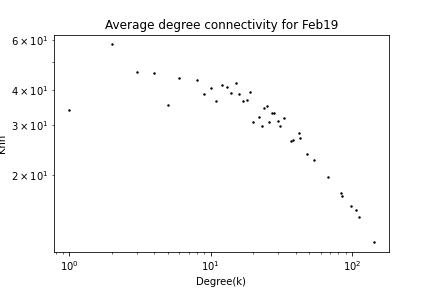 Average degree connectivity for Feb19
6 × 10¹
4 × 10¹
3 × 10¹
2 × 10¹
Knn
10⁰ 10¹ 10²
Degree(k)